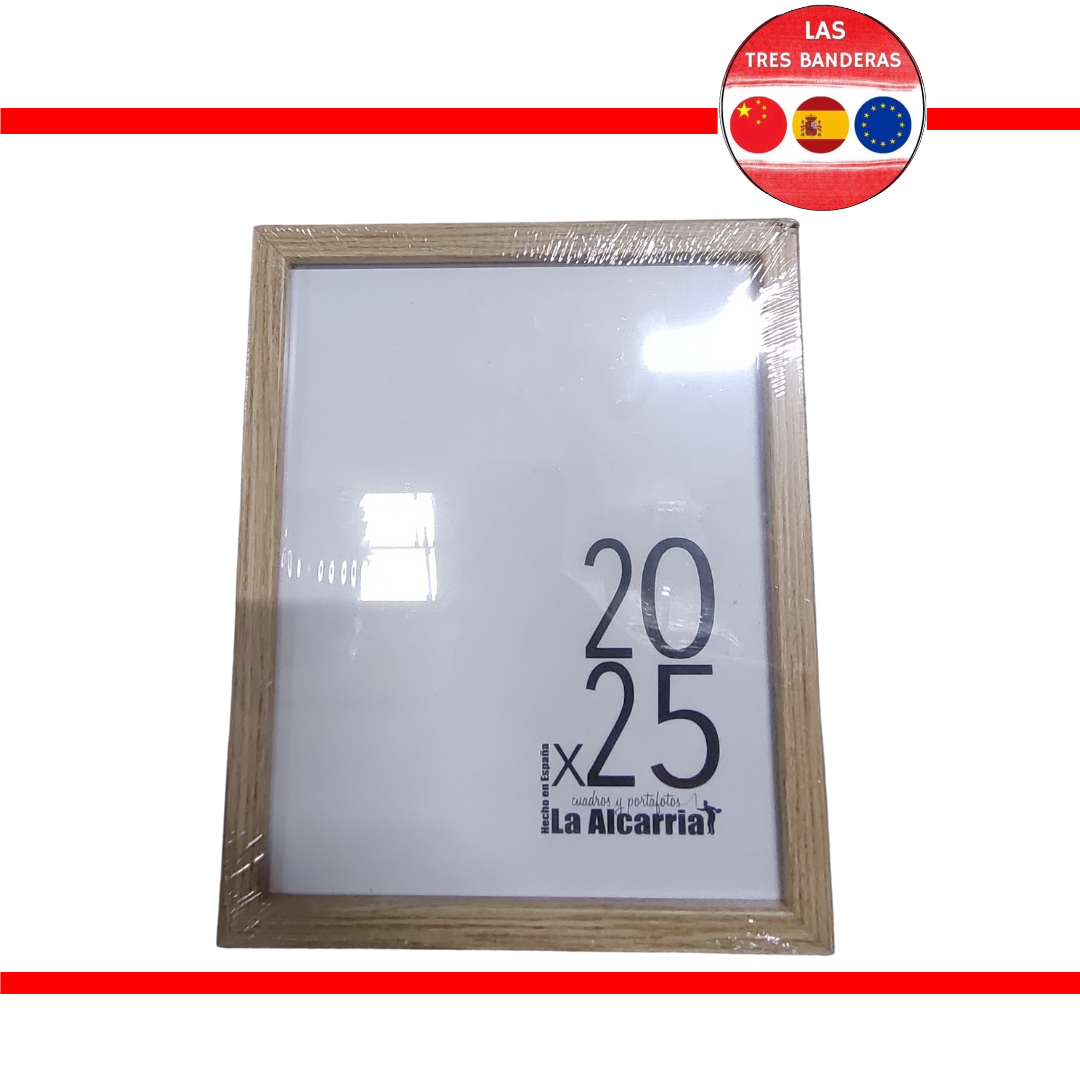 LAS
TRES BANDERAS
20
x25
Hecho en España
cuadros y portafotos
La Alcarria